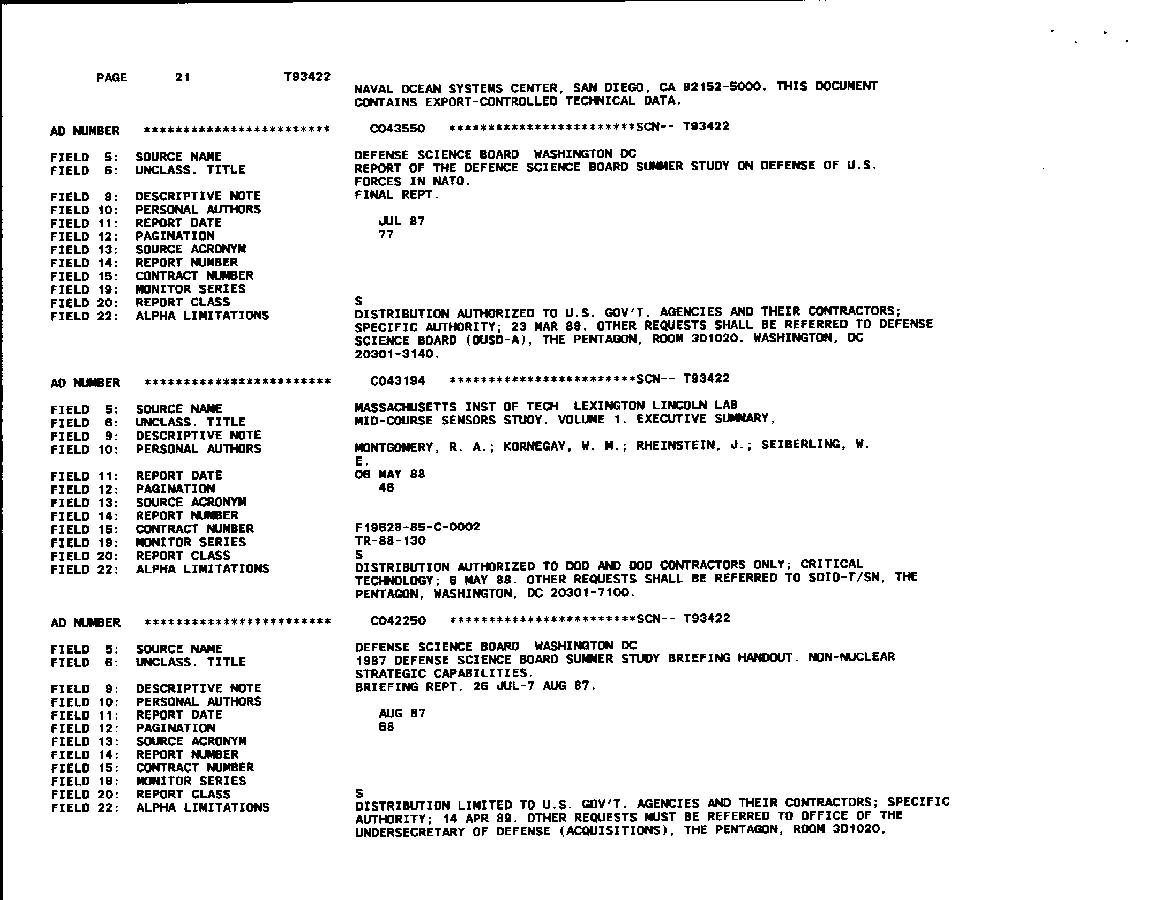 PAGE 21 T93422
NAVAL OCEAN SYSTEMS CENTER, SAN DIEGO, CA 92152-5000. THIS DOCUMENT
CONTAINS EXPORT-CONTROLLED TECHNICAL DATA.
AD NUMBER ************************ C043550 ************************SCN-- T93422
FIELD 5: SOURCE NAME DEFENSE SCIENCE BOARD WASHINGTON DC
FIELD 6: UNCLASS. TITLE REPORT OF THE DEFENCE SCIENCE BOARD SUMMER STUDY ON DEFENSE OF U.S.
FORCES IN NATO.
FIELD 9: DESCRIPTIVE NOTE FINAL REPT.
FIELD 10: PERSONAL AUTHORS
FIELD 11: REPORT DATE JUL 87
FIELD 12: PAGINATION 77
FIELD 13: SOURCE ACRONYM
FIELD 14: REPORT NUMBER
FIELD 15: CONTRACT NUMBER
FIELD 19: MONITOR SERIES
FIELD 20: REPORT CLASS S
FIELD 22: ALPHA LIMITATIONS DISTRIBUTION AUTHORIZED TO U.S. GOV'T. AGENCIES AND THEIR CONTRACTORS;
SPECIFIC AUTHORITY; 23 MAR 88. OTHER REQUESTS SHALL BE REFERRED TO DEFENSE
SCIENCE BOARD (OUSD-A), THE PENTAGON, ROOM 3D1020. WASHINGTON, DC
20301-3140.
AD NUMBER ************************ C043194 ************************SCN-- T93422
FIELD 5: SOURCE NAME MASSACHUSETTS INST OF TECH LEXINGTON LINCOLN LAB
FIELD 6: UNCLASS. TITLE MID-COURSE SENSORS STUDY. VOLUME 1. EXECUTIVE SUMMARY,
FIELD 9: DESCRIPTIVE NOTE
FIELD 10: PERSONAL AUTHORS MONTGOMERY, R. A.; KORNEGAY, W. M.; RHEINSTEIN, J.; SEIBERLING, W.
E.
FIELD 11: REPORT DATE 06 MAY 88
FIELD 12: PAGINATION 46
FIELD 13: SOURCE ACRONYM
FIELD 14: REPORT NUMBER
FIELD 15: CONTRACT NUMBER F19628-85-C-0002
FIELD 19: MONITOR SERIES TR-88-130
FIELD 20: REPORT CLASS S
FIELD 22: ALPHA LIMITATIONS DISTRIBUTION AUTHORIZED TO DOD AND DOD CONTRACTORS ONLY; CRITICAL
TECHNOLOGY; 6 MAY 88. OTHER REQUESTS SHALL BE REFERRED TO SDIO-T/SN, THE
PENTAGON, WASHINGTON, DC 20301-7100.
AD NUMBER ************************ C042250 ************************SCN-- T93422
FIELD 5: SOURCE NAME DEFENSE SCIENCE BOARD WASHINGTON DC
FIELD 6: UNCLASS. TITLE 1987 DEFENSE SCIENCE BOARD SUMMER STUDY BRIEFING HANDOUT. NON-NUCLEAR
STRATEGIC CAPABILITIES.
FIELD 9: DESCRIPTIVE NOTE BRIEFING REPT. 26 JUL-7 AUG 87.
FIELD 10: PERSONAL AUTHORS
FIELD 11: REPORT DATE AUG 87
FIELD 12: PAGINATION 68
FIELD 13: SOURCE ACRONYM
FIELD 14: REPORT NUMBER
FIELD 15: CONTRACT NUMBER
FIELD 19: MONITOR SERIES
FIELD 20: REPORT CLASS S
FIELD 22: ALPHA LIMITATIONS DISTRIBUTION LIMITED TO U.S. GOV'T. AGENCIES AND THEIR CONTRACTORS; SPECIFIC
AUTHORITY; 14 APR 89. OTHER REQUESTS MUST BE REFERRED TO OFFICE OF THE
UNDERSECRETARY OF DEFENSE (ACQUISITIONS), THE PENTAGON, ROOM 3D1020,